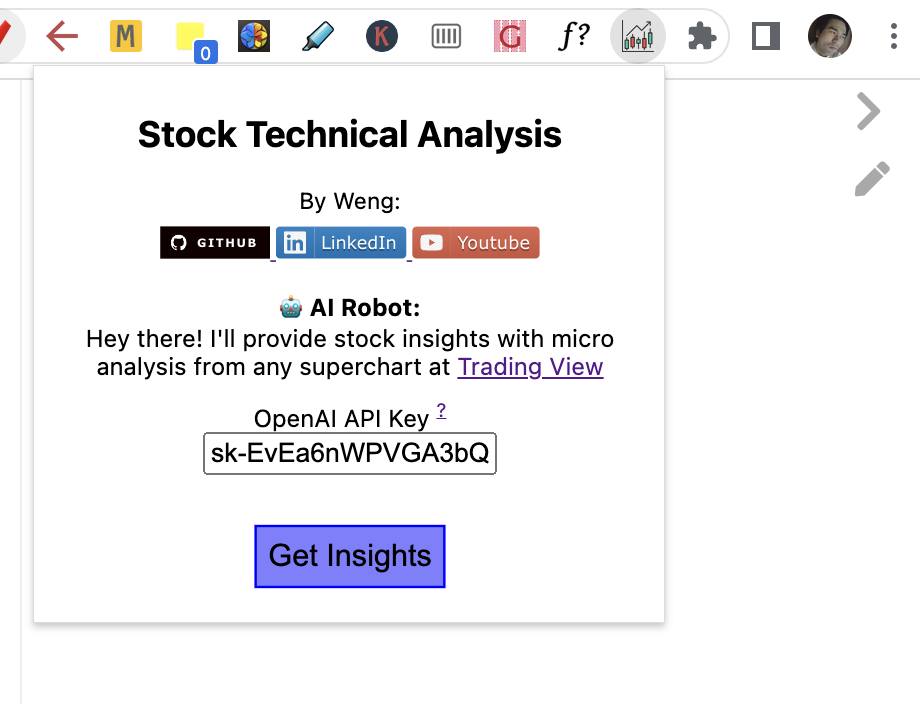 M
0
K
G
f?
Stock Technical Analysis
By Weng:
GITHUB
in LinkedIn
Youtube
🤖 AI Robot:
Hey there! I'll provide stock insights with micro
analysis from any superchart at Trading View
OpenAI API Key ?
sk-EvEa6nWPVGA3bQ
Get Insights